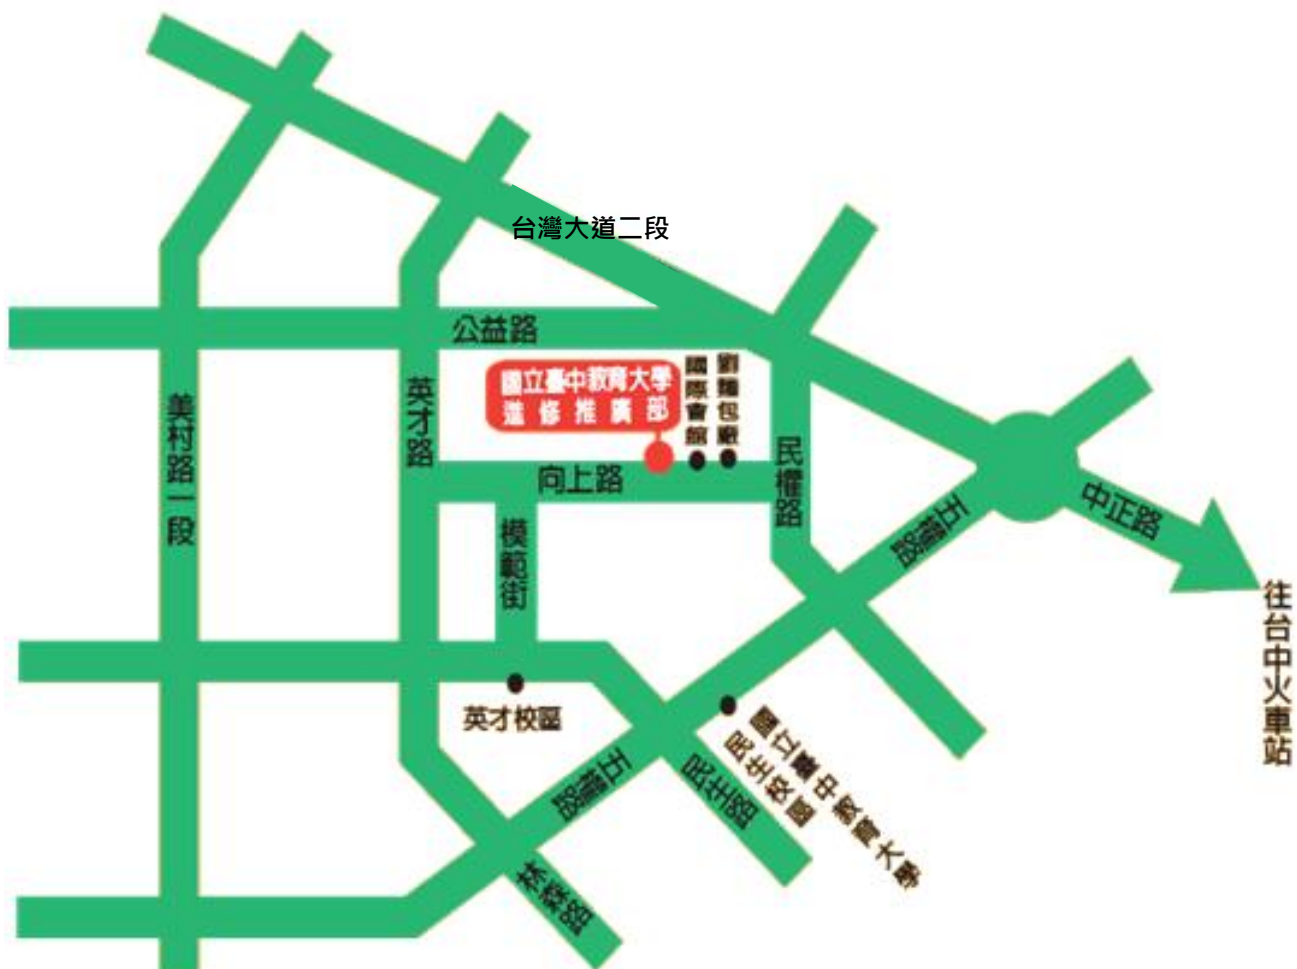 台灣大道二段
公益路
國立臺中教育大學
進修推廣部
國際會館
劉麵包廠
美村路一段
英才路
向上路
民權路
五權路
中正路
模範街
往台中火車站
英才校區
國立臺中教育大學
民生校區
五權路
民生路
林森路